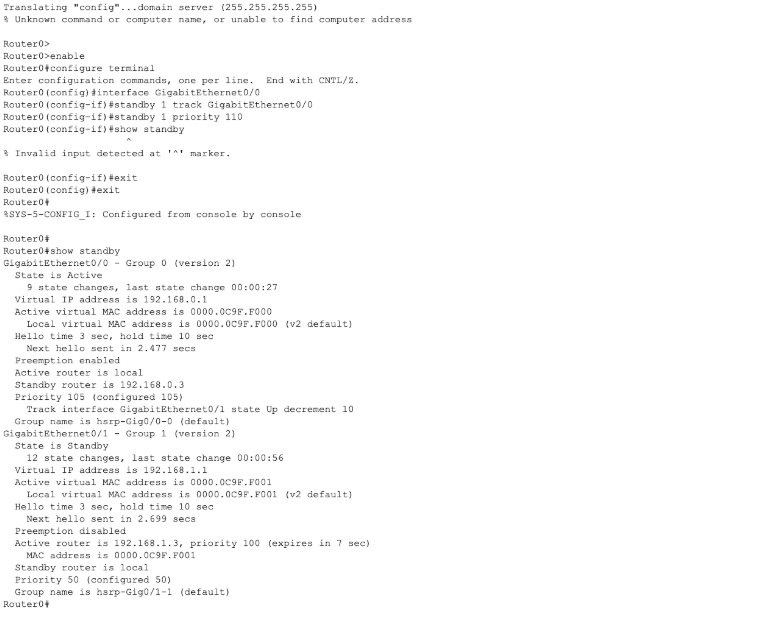 Translating "config"...domain server (255.255.255.255)
% Unknown command or computer name, or unable to find computer address
Router0>
Router0>enable
Router0#configure terminal
Enter configuration commands, one per line.  End with CNTL/Z.
Router0(config)#interface GigabitEthernet0/0
Router0(config-if)#standby 1 track GigabitEthernet0/0
Router0(config-if)#standby 1 priority 110
Router0(config-if)#show standby
                     ^
% Invalid input detected at '^' marker.
Router0(config-if)#exit
Router0(config)#exit
Router0#
%SYS-5-CONFIG_I: Configured from console by console
Router0#
Router0#show standby
GigabitEthernet0/0 - Group 0 (version 2)
  State is Active
    9 state changes, last state change 00:00:27
  Virtual IP address is 192.168.0.1
  Active virtual MAC address is 0000.0C9F.F000
    Local virtual MAC address is 0000.0C9F.F000 (v2 default)
  Hello time 3 sec, hold time 10 sec
    Next hello sent in 2.477 secs
  Preemption enabled
  Active router is local
  Standby router is 192.168.0.3
  Priority 105 (configured 105)
    Track interface GigabitEthernet0/1 state Up decrement 10
  Group name is hsrp-Gig0/0-0 (default)
GigabitEthernet0/1 - Group 1 (version 2)
  State is Standby
    12 state changes, last state change 00:00:56
  Virtual IP address is 192.168.1.1
  Active virtual MAC address is 0000.0C9F.F001
    Local virtual MAC address is 0000.0C9F.F001 (v2 default)
  Hello time 3 sec, hold time 10 sec
    Next hello sent in 2.699 secs
  Preemption disabled
  Active router is 192.168.1.3, priority 100 (expires in 7 sec)
    MAC address is 0000.0C9F.F001
  Standby router is local
  Priority 50 (configured 50)
  Group name is hsrp-Gig0/1-1 (default)
Router0#